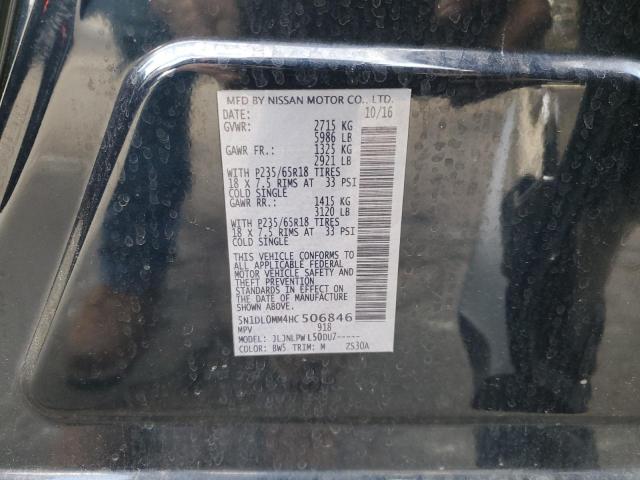 MFD BY NISSAN MOTOR CO., LTD.
DATE: 10/16
GVWR: 2715 KG
5986 LB
GAWR FR.: 1325 KG
2921 LB
WITH P235/65R18 TIRES
18 X 7.5 RIMS AT 33 PSI
COLD SINGLE
GAWR RR.: 1415 KG
3120 LB
WITH P235/65R18 TIRES
18 X 7.5 RIMS AT 33 PSI
COLD SINGLE
THIS VEHICLE CONFORMS TO
ALL APPLICABLE FEDERAL
MOTOR VEHICLE SAFETY AND
THEFT PREVENTION
STANDARDS IN EFFECT ON
THE DATE OF MANUFACTURE
SHOWN ABOVE.
5N1DL0MM4HC506846
MPV 918
MODEL: JLJNLPWL50DU7-----
COLOR: BW5 TRIM: M ZS30A